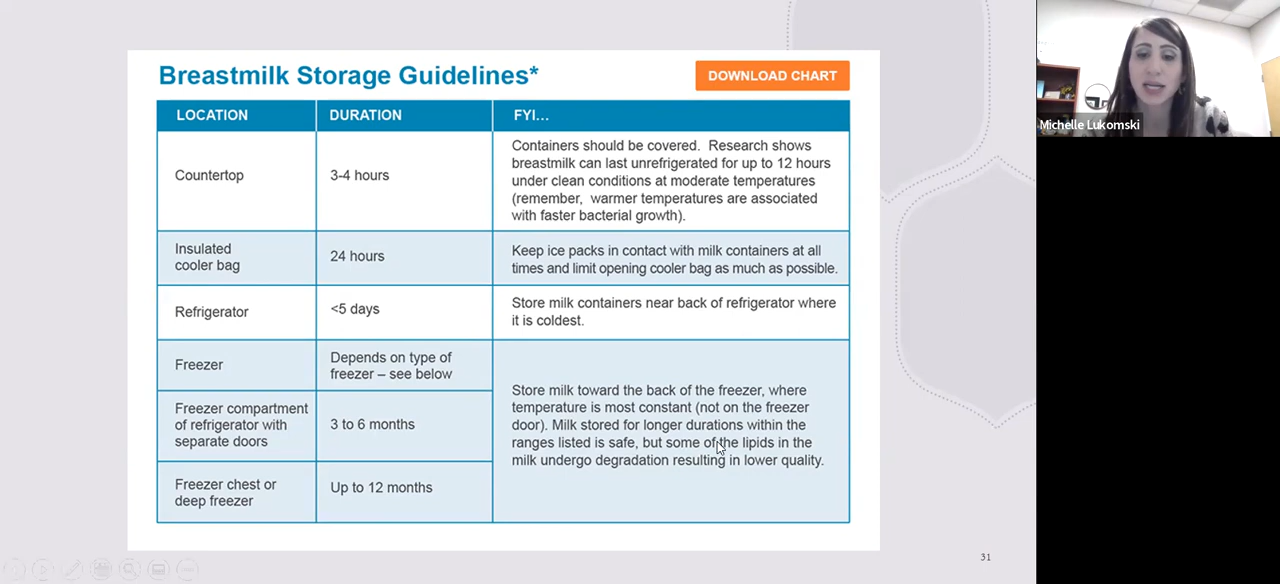 Breastmilk Storage Guidelines*
DOWNLOAD CHART
LOCATION
DURATION
FYI...
Countertop
3-4 hours
Containers should be covered. Research shows
breastmilk can last unrefrigerated for up to 12 hours
under clean conditions at moderate temperatures
(remember, warmer temperatures are associated
with faster bacterial growth).
Insulated
cooler bag
24 hours
Keep ice packs in contact with milk containers at all
times and limit opening cooler bag as much as possible.
Refrigerator
<5 days
Store milk containers near back of refrigerator where
it is coldest.
Freezer
Depends on type of
freezer – see below
Freezer compartment
of refrigerator with
separate doors
3 to 6 months
Freezer chest or
deep freezer
Up to 12 months
Store milk toward the back of the freezer, where
temperature is most constant (not on the freezer
door). Milk stored for longer durations within the
ranges listed is safe, but some of the lipids in the
milk undergo degradation resulting in lower quality.
31
Michelle Lukomski